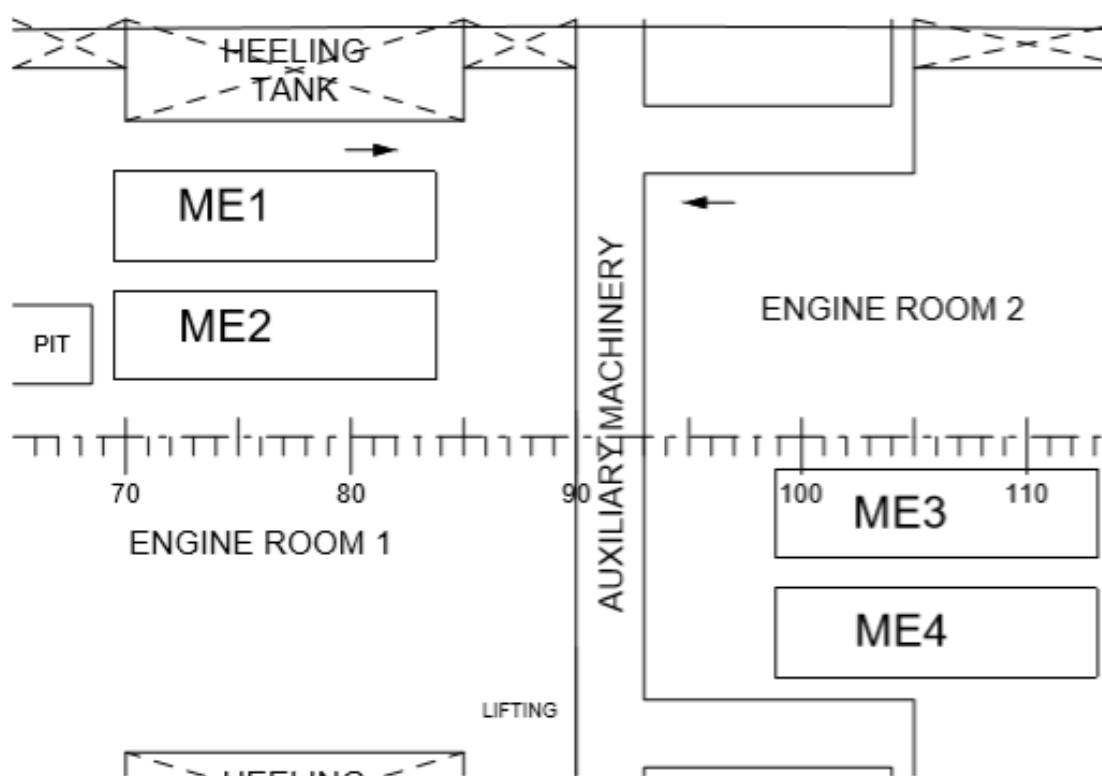 HEELING
TANK
ME1
ME2
PIT
ENGINE ROOM 2
AUXILIARY MACHINERY
70
80
90
100
110
ENGINE ROOM 1
ME3
ME4
LIFTING
HEELING